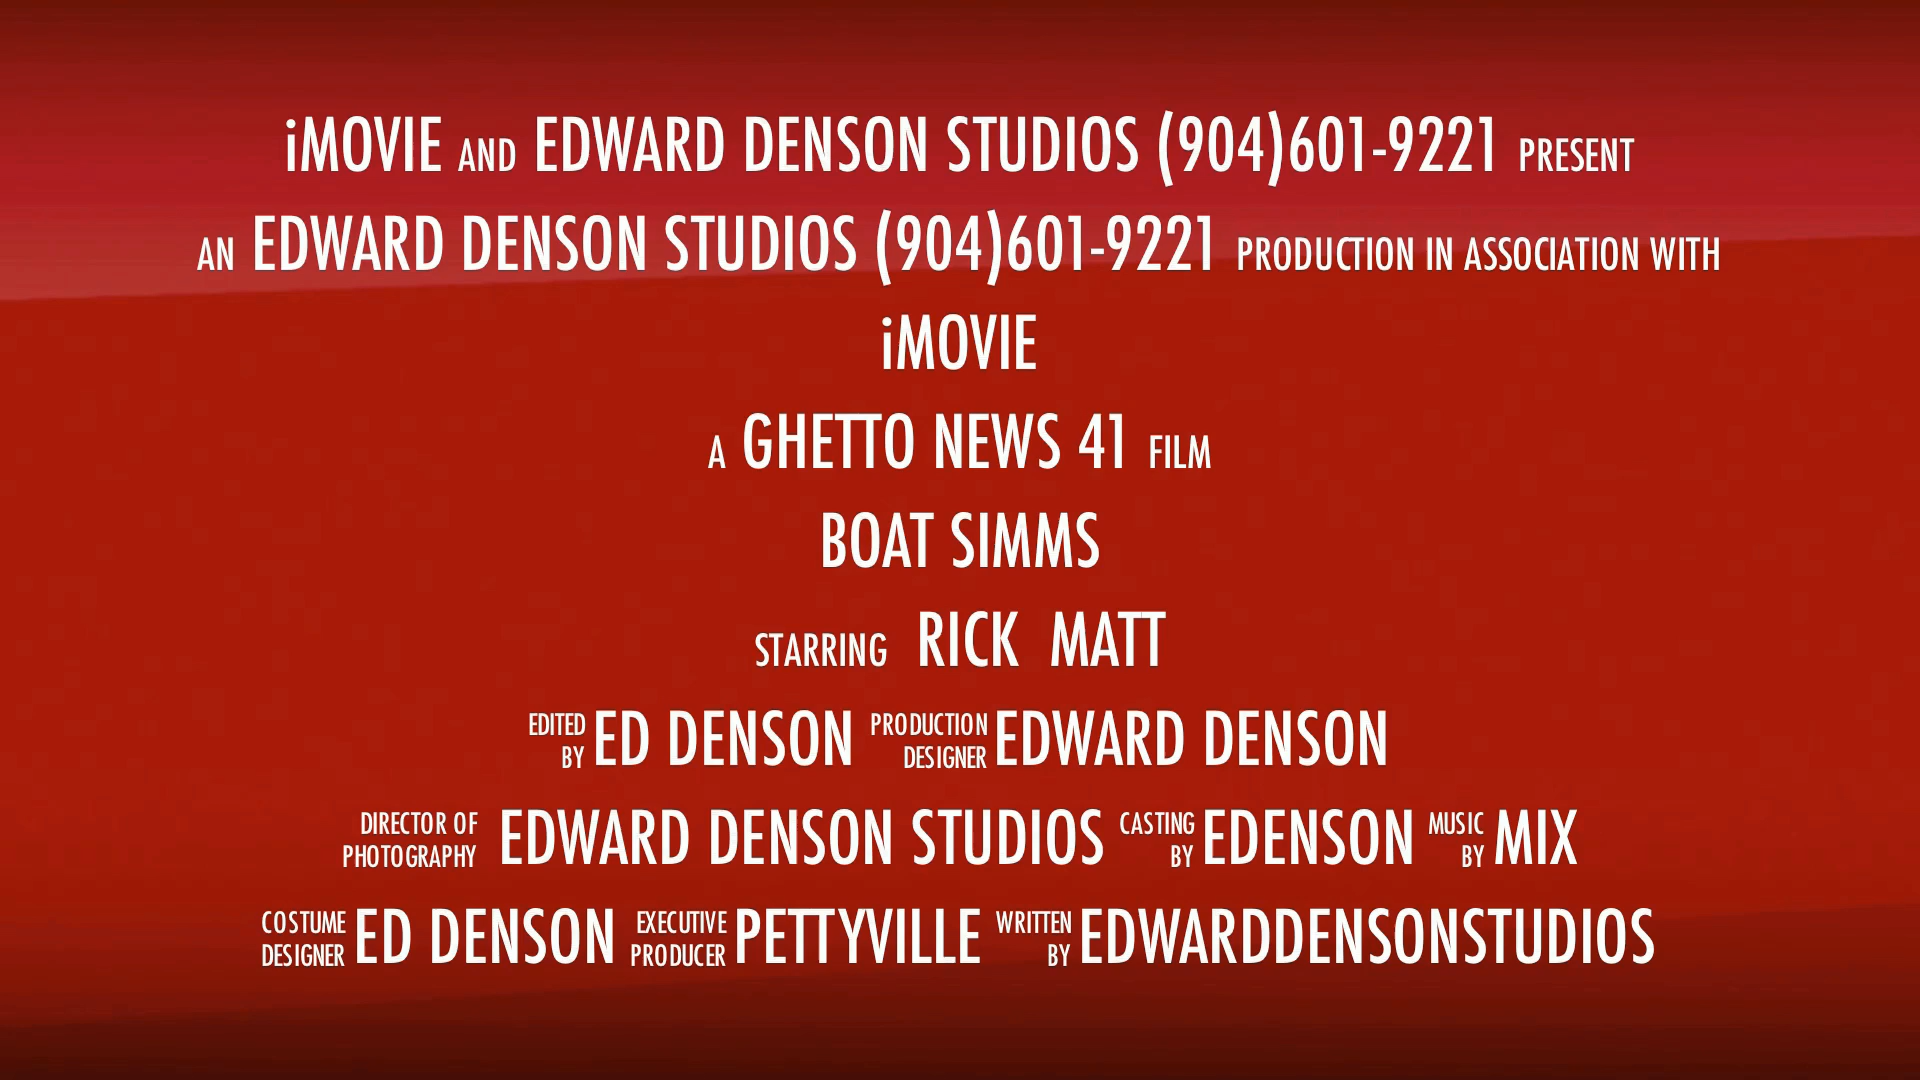 iMOVIE AND EDWARD DENSON STUDIOS (904)601-9221 PRESENT
AN EDWARD DENSON STUDIOS (904)601-9221 PRODUCTION IN ASSOCIATION WITH
iMOVIE
A GHETTO NEWS 41 FILM
BOAT SIMMS
STARRING RICK MATT
EDITED BY ED DENSON PRODUCTION DESIGNER EDWARD DENSON
DIRECTOR OF PHOTOGRAPHY EDWARD DENSON STUDIOS CASTING BY EDENSON MUSIC BY MIX
COSTUME DESIGNER ED DENSON EXECUTIVE PRODUCER PETTYVILLE WRITTEN BY EDWARDDENSONSTUDIOS